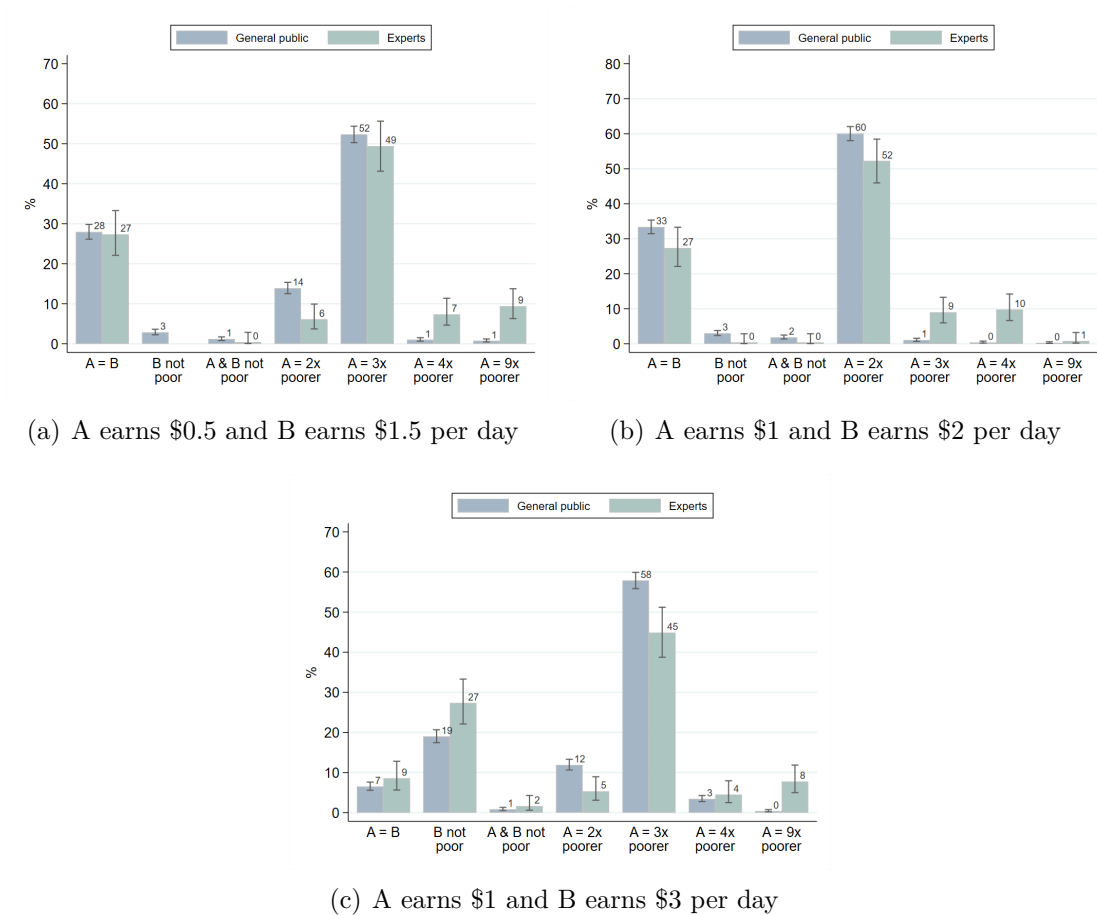 General public Experts
70
60
50
40
30
20
10
0
%
28 27 3 1 0 14 6 52 49 1 7 1 9
A = B B not A & B not A = 2x A = 3x A = 4x A = 9x
poor poor poorer poorer poorer poorer
(a) A earns $0.5 and B earns $1.5 per day
General public Experts
80
70
60
50
40
30
20
10
0
%
33 27 3 0 2 0 60 52 1 9 0 10 0 1
A = B B not A & B not A = 2x A = 3x A = 4x A = 9x
poor poor poorer poorer poorer poorer
(b) A earns $1 and B earns $2 per day
General public Experts
70
60
50
40
30
20
10
0
%
7 9 19 27 1 2 12 5 58 45 3 4 0 8
A = B B not A & B not A = 2x A = 3x A = 4x A = 9x
poor poor poorer poorer poorer poorer
(c) A earns $1 and B earns $3 per day